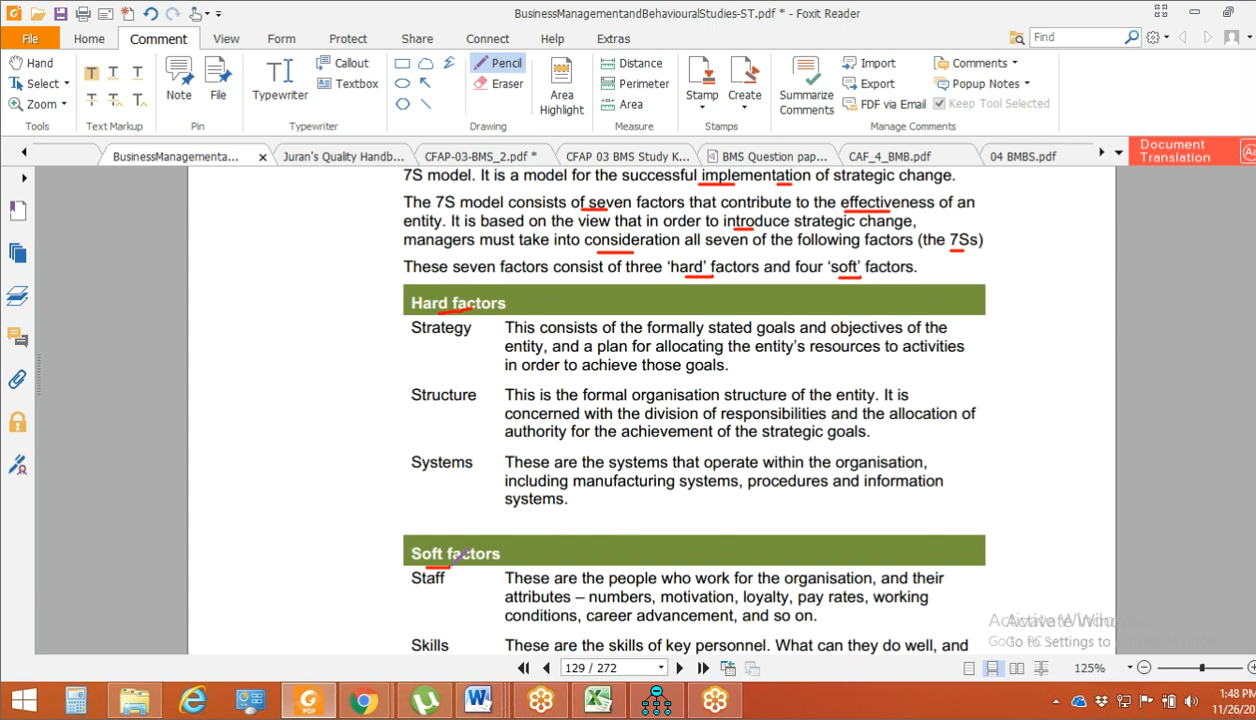 BusinessManagementandBehaviouralStudies-ST.pdf * - Foxit Reader
File Home Comment View Form Protect Share Connect Help Extras Find
Hand Callout Pencil Distance Import Comments
Select Textbox Eraser Perimeter Export Popup Notes
Zoom Note File Typewriter Area Highlight Area Stamp Create Summarize Comments FDF via Email Keep Tool Selected
Tools Text Markup Pin Typewriter Drawing Measure Stamps Manage Comments
BusinessManagementa... Juran's Quality Handb... CFAP-03-BMS_2.pdf * CFAP 03 BMS Study K... BMS Question pap... CAF_4_BMB.pdf 04 BMBS.pdf Document Translation
7S model. It is a model for the successful implementation of strategic change.
The 7S model consists of seven factors that contribute to the effectiveness of an
entity. It is based on the view that in order to introduce strategic change,
managers must take into consideration all seven of the following factors (the 7Ss)
These seven factors consist of three ‘hard’ factors and four ‘soft’ factors.
Hard factors
Strategy This consists of the formally stated goals and objectives of the
entity, and a plan for allocating the entity’s resources to activities
in order to achieve those goals.
Structure This is the formal organisation structure of the entity. It is
concerned with the division of responsibilities and the allocation of
authority for the achievement of the strategic goals.
Systems These are the systems that operate within the organisation,
including manufacturing systems, procedures and information
systems.
Soft factors
Staff These are the people who work for the organisation, and their
attributes – numbers, motivation, loyalty, pay rates, working
conditions, career advancement, and so on.
Skills These are the skills of key personnel. What can they do well, and
Activate Windows
Go to Settings to
129 / 272 125%
1:48 PM
11/26/20